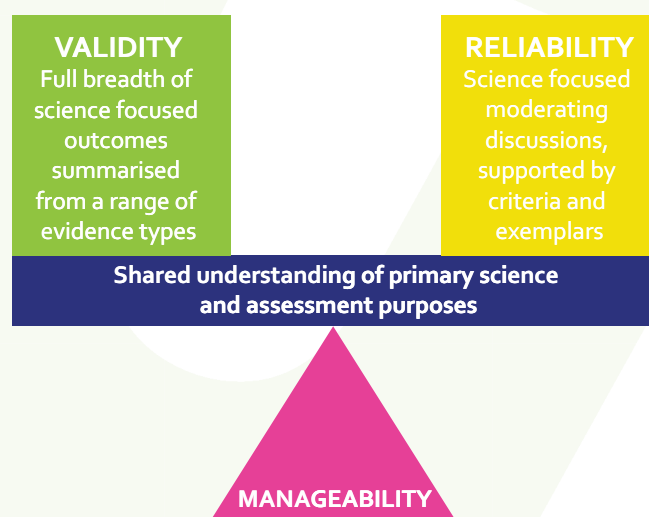 VALIDITY
Full breadth of
science focused
outcomes
summarised
from a range of
evidence types
RELIABILITY
Science focused
moderating
discussions,
supported by
criteria and
exemplars
Shared understanding of primary science
and assessment purposes
MANAGEABILITY